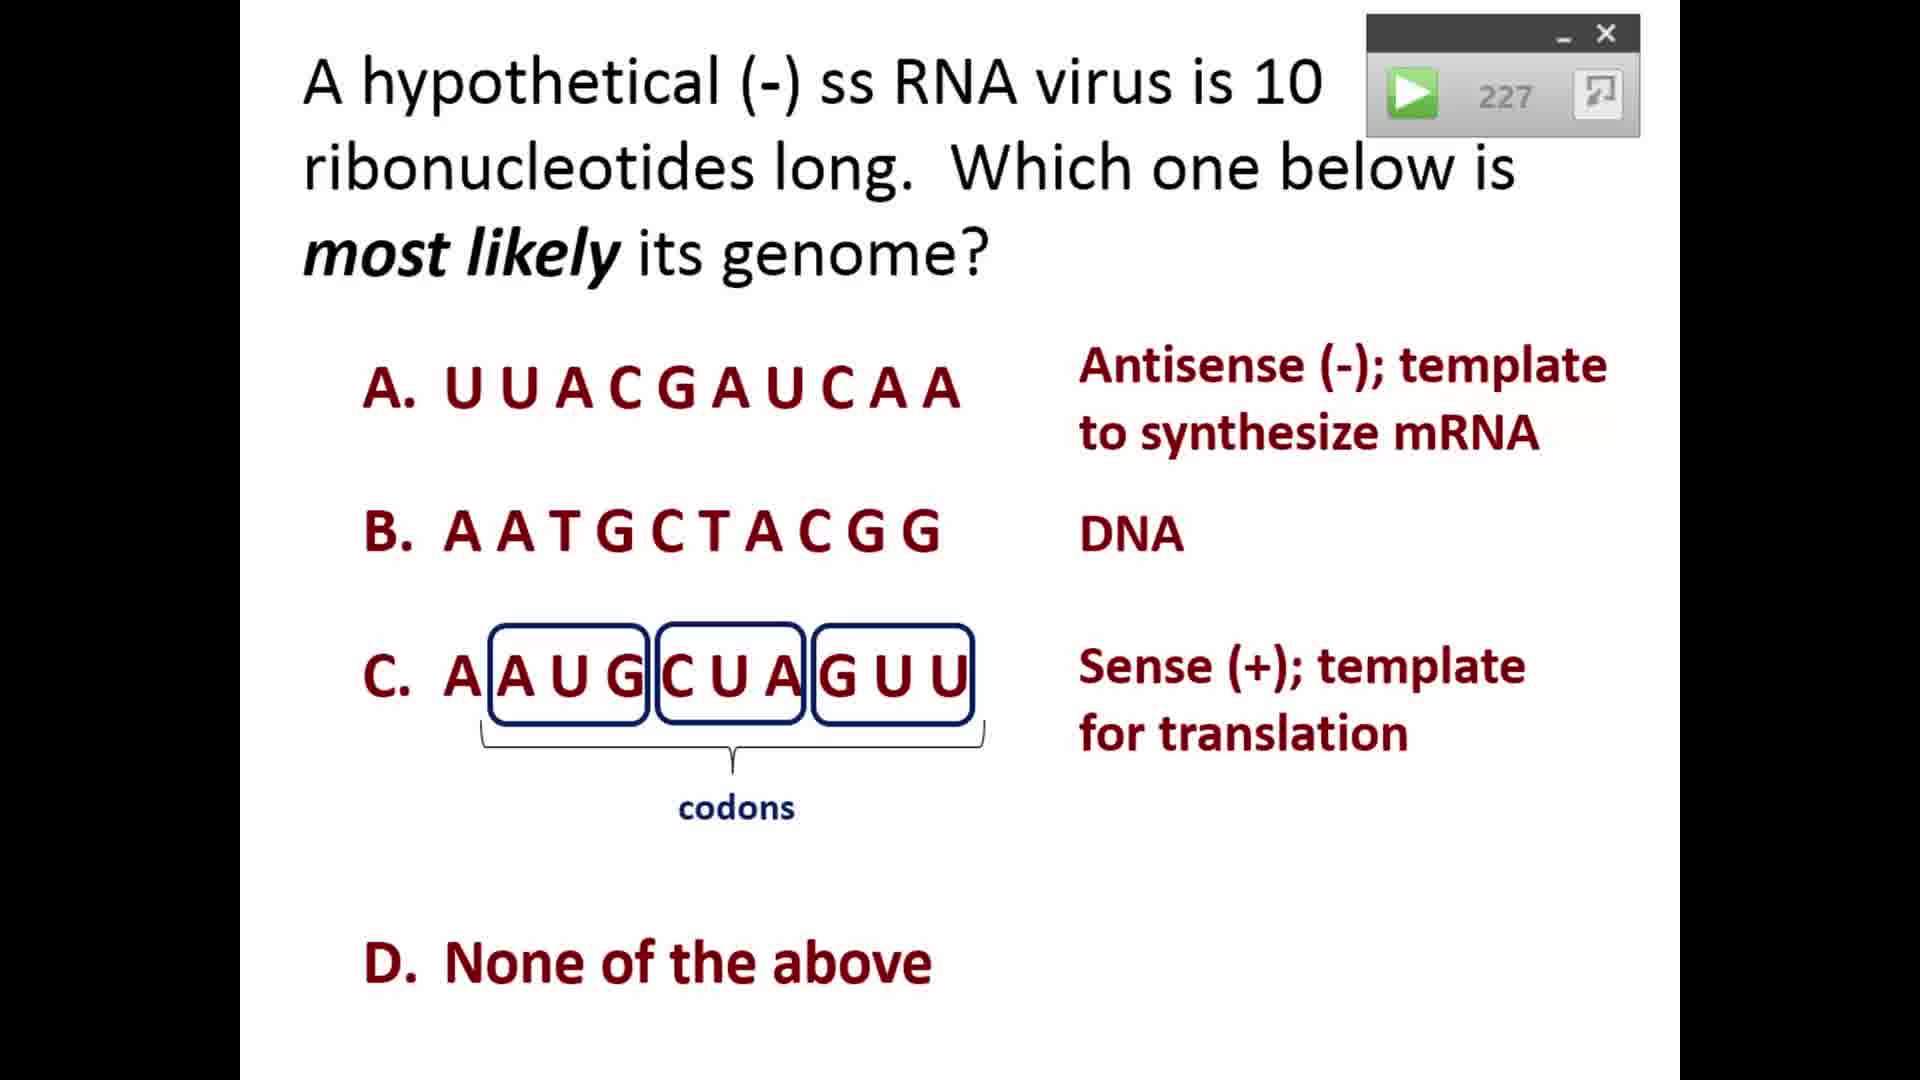 A hypothetical (-) ss RNA virus is 10
ribonucleotides long. Which one below is
most likely its genome?
227
A. U U A C G A U C A A
Antisense (-); template
to synthesize mRNA
B. A A T G C T A C G G
DNA
C. A A U G C U A G U U
Sense (+); template
for translation
codons
D. None of the above